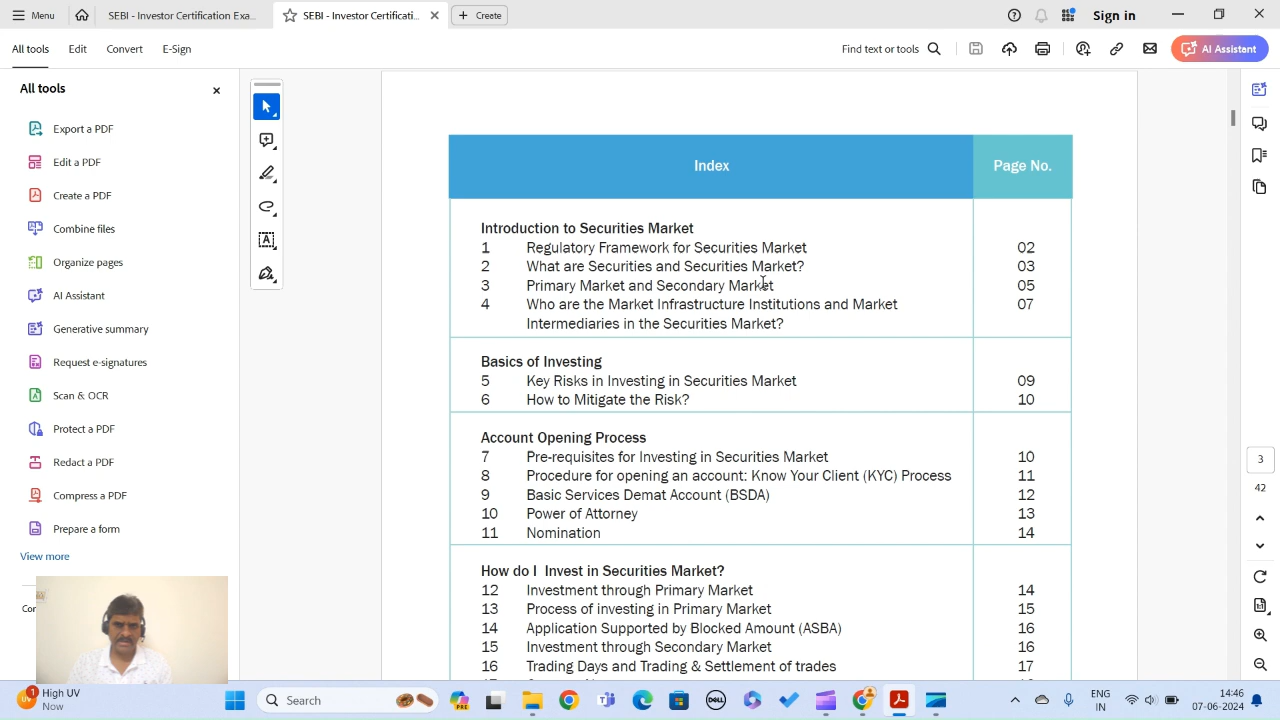 Menu
SEBI - Investor Certification Exa...
SEBI - Investor Certificati...
Create
Sign in
All tools
Edit
Convert
E-Sign
Find text or tools
AI Assistant
All tools
Export a PDF
Edit a PDF
Create a PDF
Combine files
Organize pages
AI Assistant
Generative summary
Request e-signatures
Scan & OCR
Protect a PDF
Redact a PDF
Compress a PDF
Prepare a form
View more
Index Page No.
Introduction to Securities Market
1 Regulatory Framework for Securities Market 02
2 What are Securities and Securities Market? 03
3 Primary Market and Secondary Market 05
4 Who are the Market Infrastructure Institutions and Market 07
Intermediaries in the Securities Market?
Basics of Investing
5 Key Risks in Investing in Securities Market 09
6 How to Mitigate the Risk? 10
Account Opening Process
7 Pre-requisites for Investing in Securities Market 10
8 Procedure for opening an account: Know Your Client (KYC) Process 11
9 Basic Services Demat Account (BSDA) 12
10 Power of Attorney 13
11 Nomination 14
How do I Invest in Securities Market?
12 Investment through Primary Market 14
13 Process of investing in Primary Market 15
14 Application Supported by Blocked Amount (ASBA) 16
15 Investment through Secondary Market 16
16 Trading Days and Trading & Settlement of trades 17
3
42
1
High UV
Now
Search
DELL
ENG
IN
14:46
07-06-2024